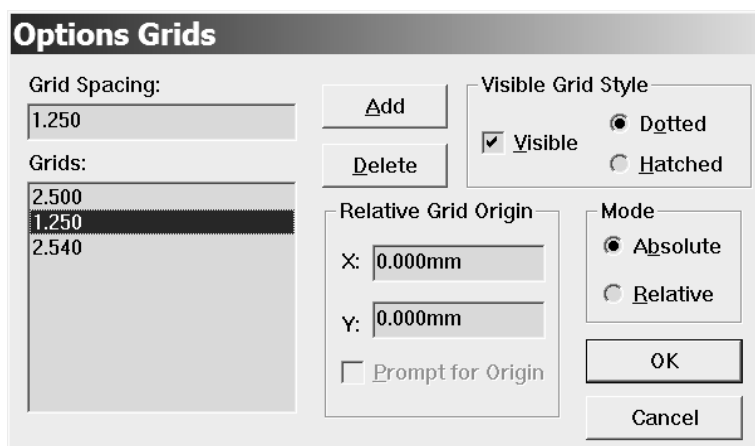 Options Grids
Grid Spacing:
1.250
Grids:
2.500
1.250
2.540
Add
Delete
Visible Grid Style
Visible
Dotted
Hatched
Relative Grid Origin
X: 0.000mm
Y: 0.000mm
Prompt for Origin
Mode
Absolute
Relative
OK
Cancel